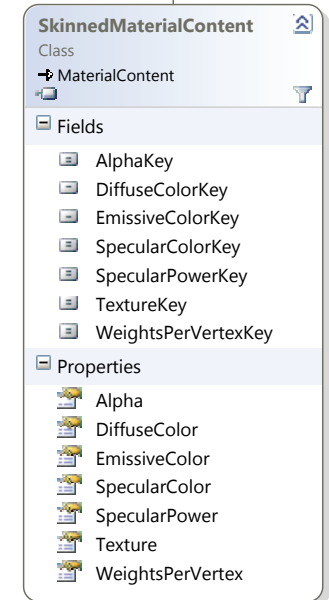 SkinnedMaterialContent
Class
MaterialContent
Fields
AlphaKey
DiffuseColorKey
EmissiveColorKey
SpecularColorKey
SpecularPowerKey
TextureKey
WeightsPerVertexKey
Properties
Alpha
DiffuseColor
EmissiveColor
SpecularColor
SpecularPower
Texture
WeightsPerVertex